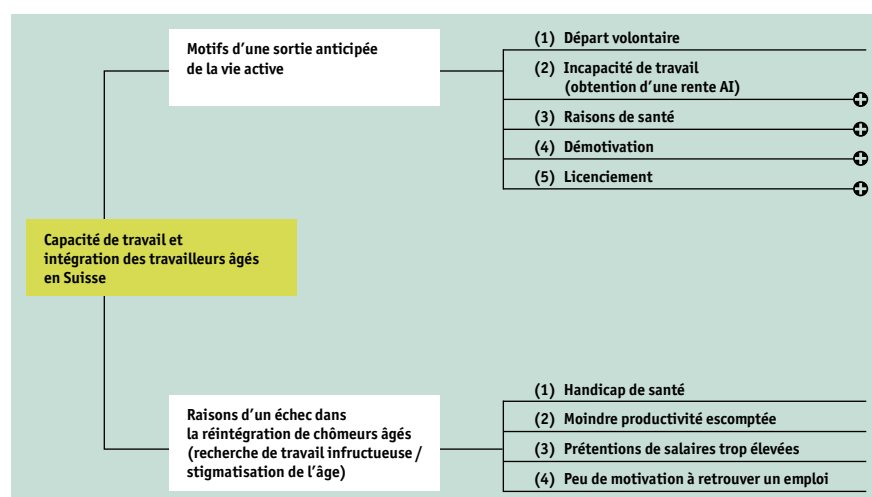 Motifs d'une sortie anticipée
de la vie active
(1) Départ volontaire
(2) Incapacité de travail
(obtention d'une rente AI)
(3) Raisons de santé
(4) Démotivation
(5) Licenciement
Capacité de travail et
intégration des travailleurs âgés
en Suisse
Raisons d'un échec dans
la réintégration de chômeurs âgés
(recherche de travail infructueuse /
stigmatisation de l'âge)
(1) Handicap de santé
(2) Moindre productivité escomptée
(3) Prétentions de salaires trop élevées
(4) Peu de motivation à retrouver un emploi